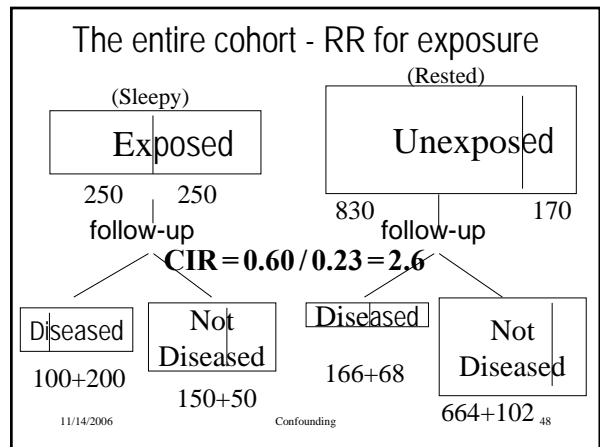 The entire cohort - RR for exposure
(Sleepy)
(Rested)
Exposed
Unexposed
250 250
830 170
follow-up
follow-up
CIR = 0.60 / 0.23 = 2.6
Diseased
Not
Diseased
Diseased
Not
Diseased
100+200
150+50
166+68
664+102
11/14/2006
Confounding
48